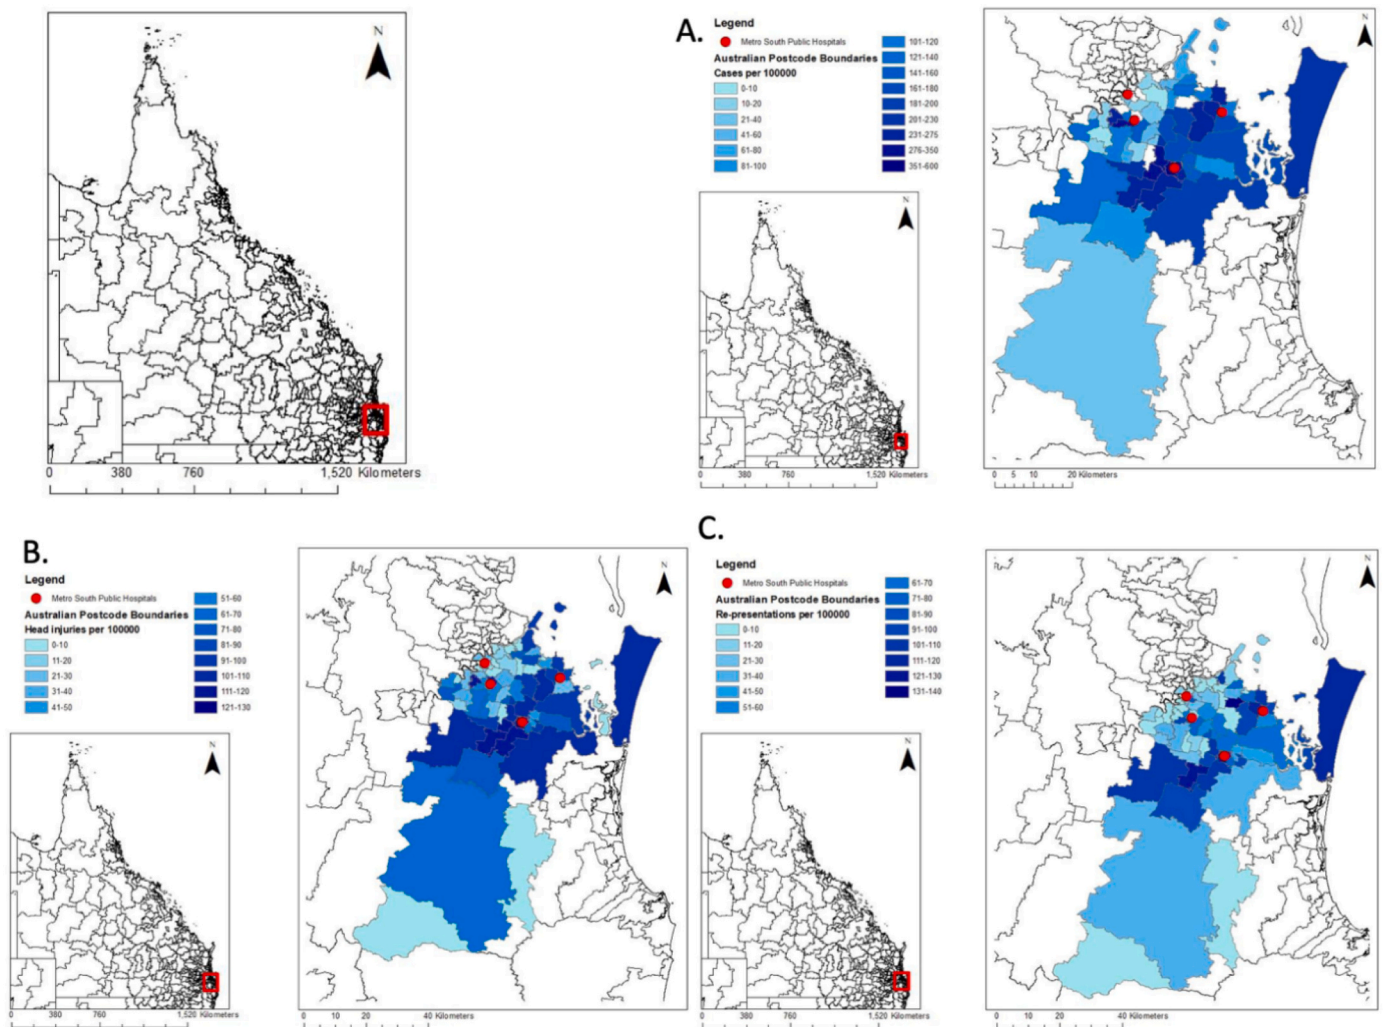 N
0 380 760 1,520 Kilometers
A.
Legend
Metro South Public Hospitals
Australian Postcode Boundaries
Cases per 100000
0-10
10-20
21-40
41-60
61-80
81-100
101-120
121-140
141-160
161-180
181-200
201-230
231-275
276-350
351-600
N
0 380 760 1,520 Kilometers
N
0 5 10 20 Kilometers
B.
Legend
Metro South Public Hospitals
Australian Postcode Boundaries
Head injuries per 100000
0-10
11-20
21-30
31-40
41-50
51-60
61-70
71-80
81-90
91-100
101-110
111-120
121-130
N
0 380 760 1,520 Kilometers
N
0 10 20 40 Kilometers
C.
Legend
Metro South Public Hospitals
Australian Postcode Boundaries
Re-presentations per 100000
0-10
11-20
21-30
31-40
41-50
51-60
61-70
71-80
81-90
91-100
101-110
111-120
121-130
131-140
N
0 380 760 1,520 Kilometers
N
0 10 20 40 Kilometers